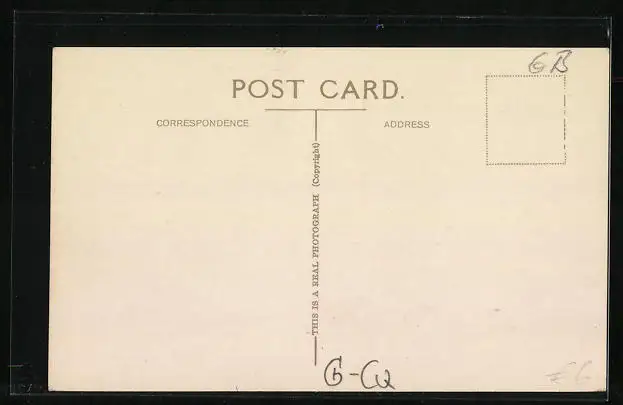 GB
POST CARD.
CORRESPONDENCE
ADDRESS
THIS IS A REAL PHOTOGRAPH (Copyright)